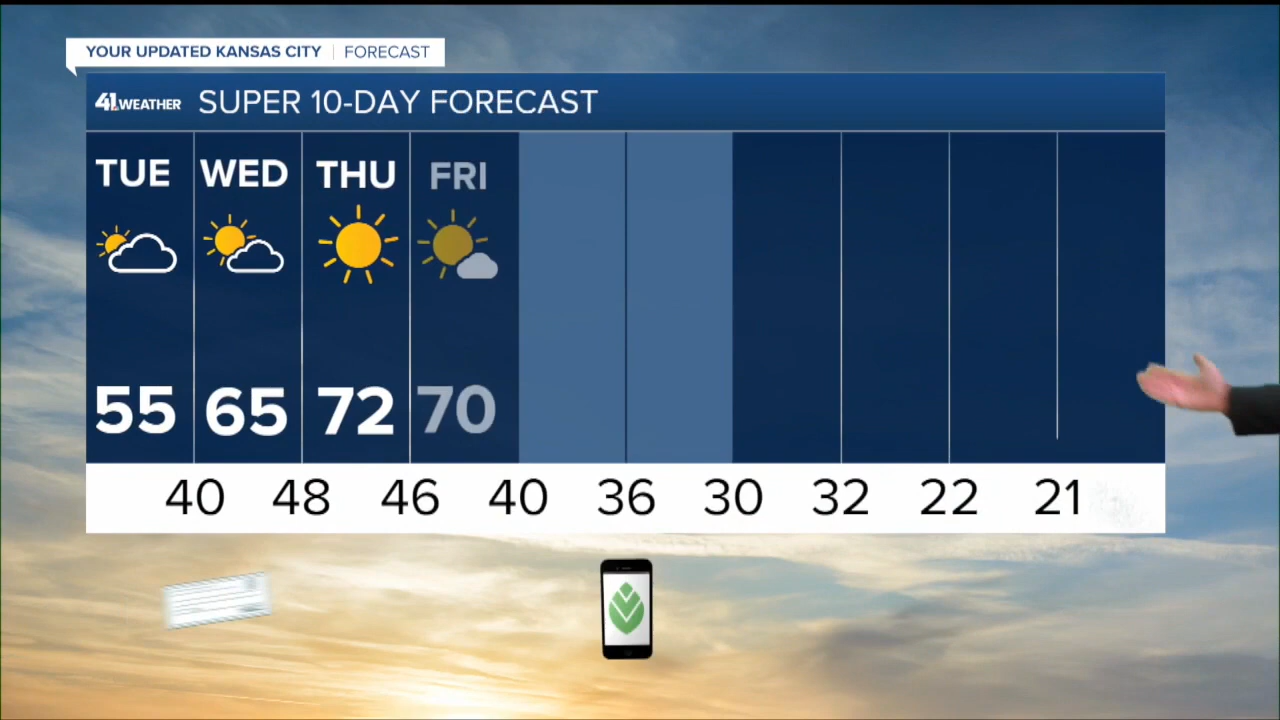 YOUR UPDATED KANSAS CITY | FORECAST
41 WEATHER SUPER 10-DAY FORECAST
TUE WED THU FRI
55 65 72 70
40 48 46 40 36 30 32 22 21